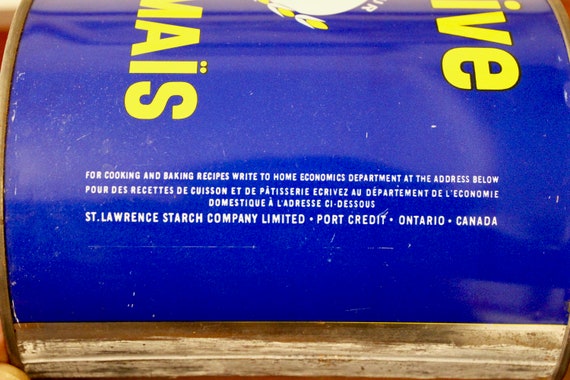 MAÏS
ive
FOR COOKING AND BAKING RECIPES WRITE TO HOME ECONOMICS DEPARTMENT AT THE ADDRESS BELOW
POUR DES RECETTES DE CUISSON ET DE PÂTISSERIE ECRIVEZ AU DÉPARTEMENT DE L'ECONOMIE
DOMESTIQUE À L'ADRESSE CI-DESSOUS
ST. LAWRENCE STARCH COMPANY LIMITED • PORT CREDIT • ONTARIO • CANADA